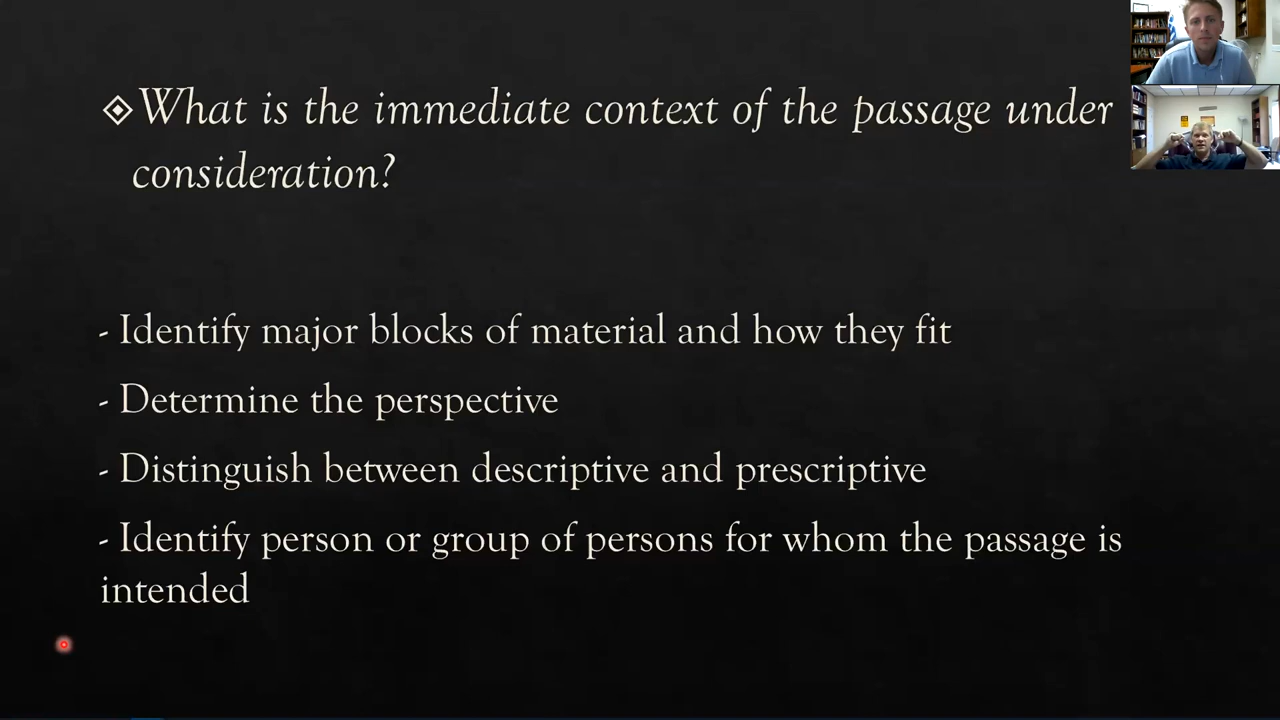 What is the immediate context of the passage under
consideration?
- Identify major blocks of material and how they fit
- Determine the perspective
- Distinguish between descriptive and prescriptive
- Identify person or group of persons for whom the passage is
intended